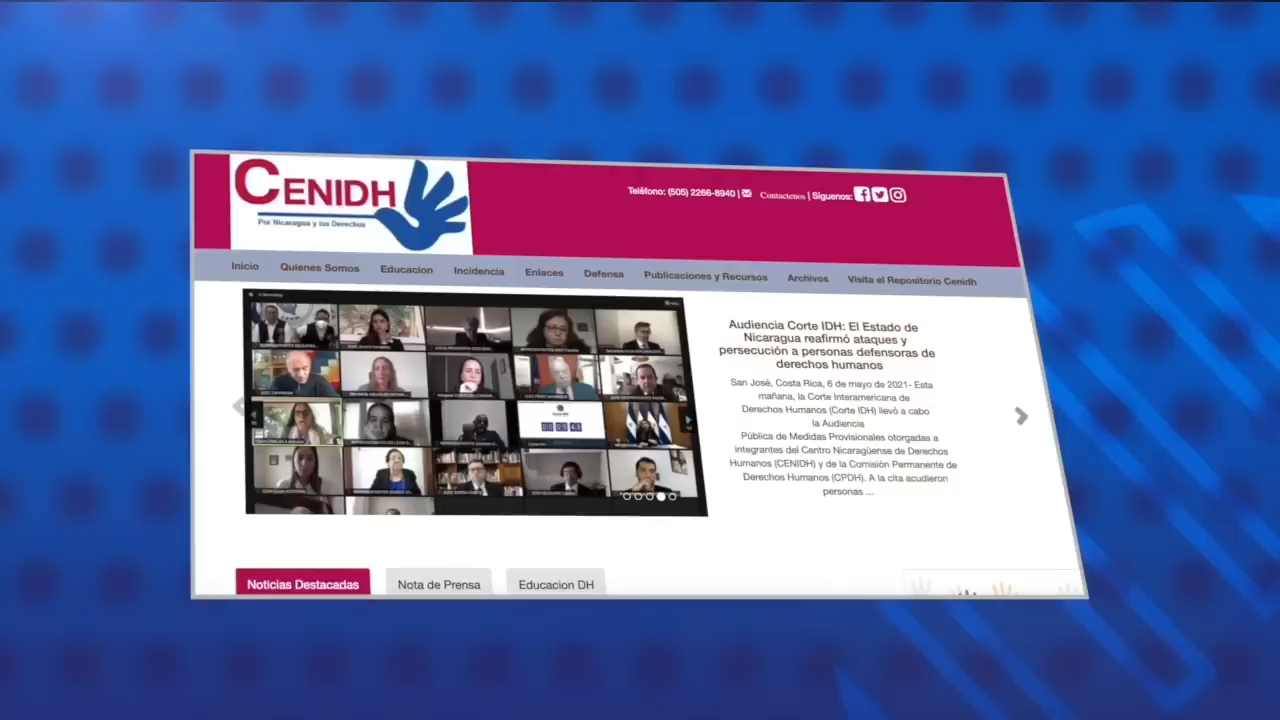 CENIDH
Por Nicaragua y tus Derechos
Teléfono: (505) 2266-8940 | Contactenos | Síguenos:
Inicio Quienes Somos Educacion Incidencia Enlaces Defensa Publicaciones y Recursos Archivos Visita el Repositorio Cenidh
Audiencia Corte IDH: El Estado de
Nicaragua reafirmó ataques y
persecución a personas defensoras de
derechos humanos
San José, Costa Rica, 6 de mayo de 2021- Esta
mañana, la Corte Interamericana de
Derechos Humanos (Corte IDH) llevó a cabo
la Audiencia
Pública de Medidas Provisionales otorgadas a
integrantes del Centro Nicaragüense de Derechos
Humanos (CENIDH) y de la Comisión Permanente de
Derechos Humanos (CPDH). A la cita acudieron
personas ...
Noticias Destacadas Nota de Prensa Educacion DH